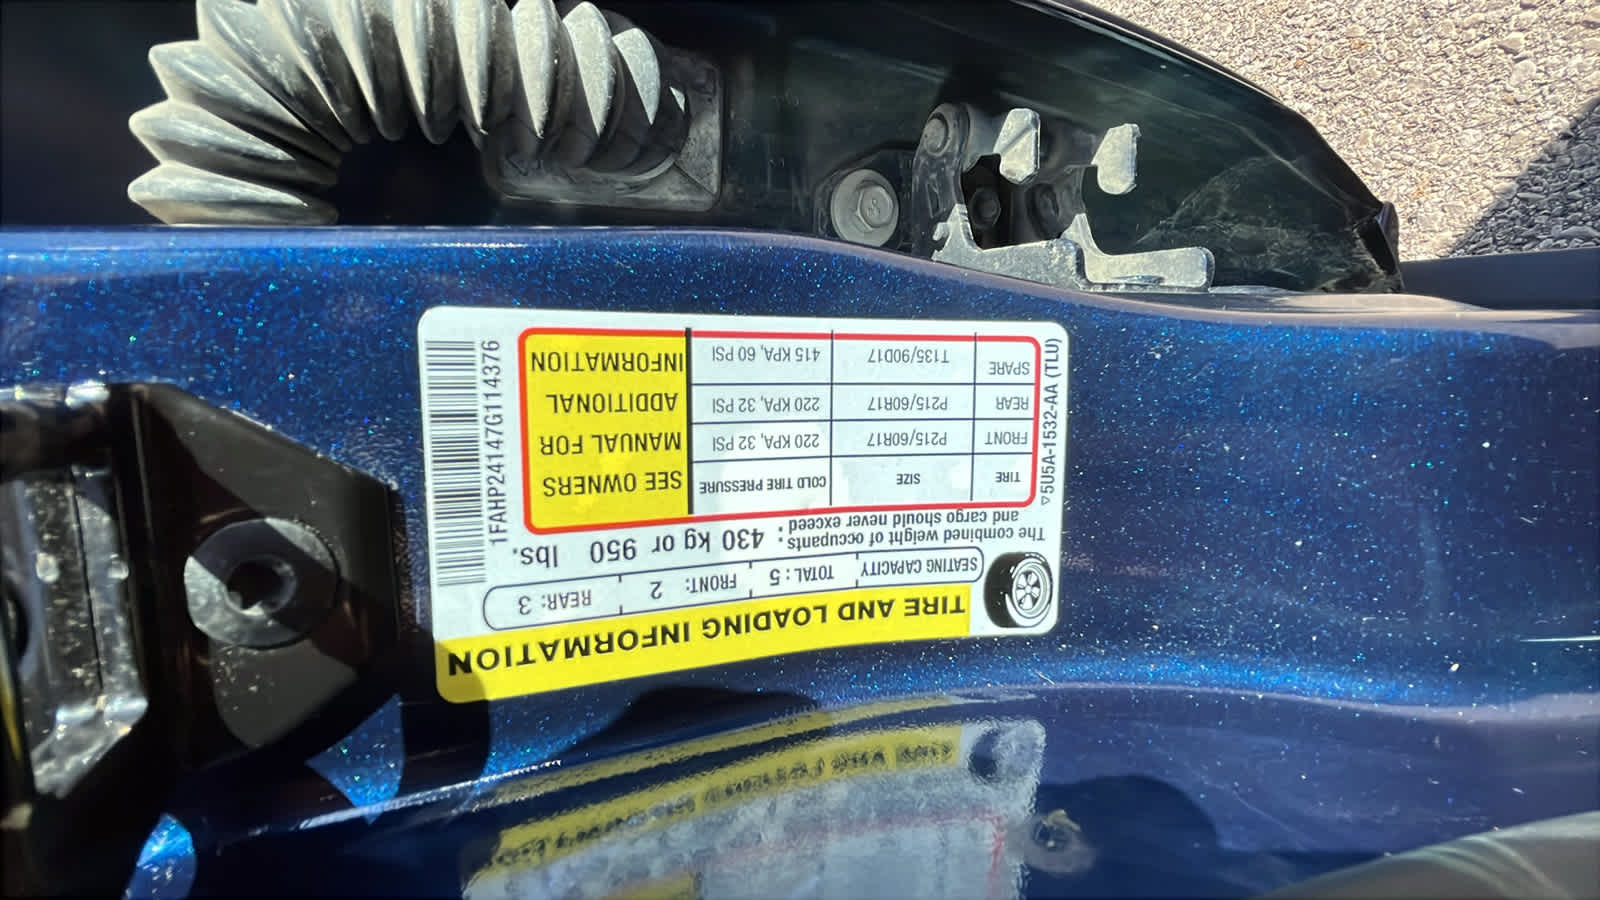 TIRE AND LOADING INFORMATION
SEATING CAPACITY TOTAL: 5 FRONT: 2 REAR: 3
The combined weight of occupants
and cargo should never exceed : 430 kg or 950 lbs.
TIRE SIZE COLD TIRE PRESSURE
FRONT P215/60R17 220 KPA, 32 PSI
REAR P215/60R17 220 KPA, 32 PSI
SPARE T135/90D17 415 KPA, 60 PSI
SEE OWNERS
MANUAL FOR
ADDITIONAL
INFORMATION
5U5A-1532-AA (TLU)
1FAHP24147G114376